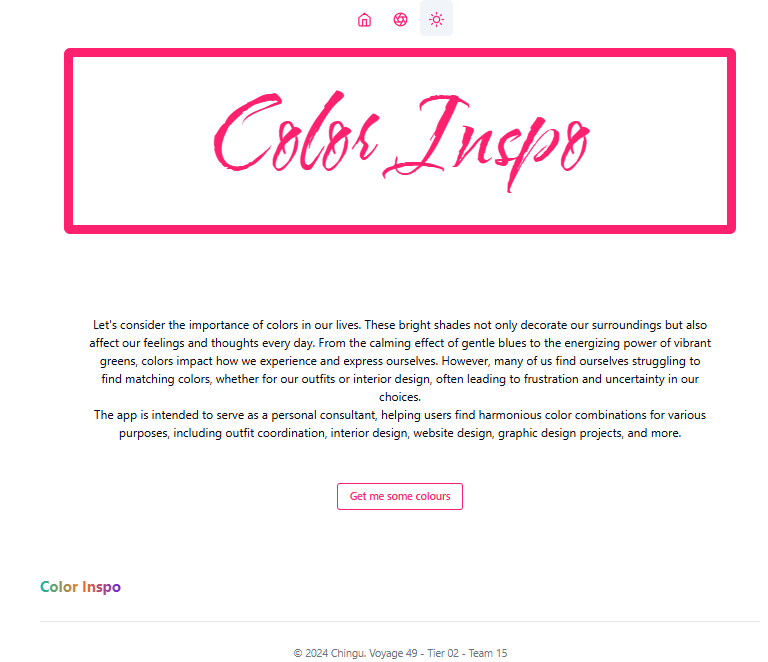 Color Inspo
Let's consider the importance of colors in our lives. These bright shades not only decorate our surroundings but also
affect our feelings and thoughts every day. From the calming effect of gentle blues to the energizing power of vibrant
greens, colors impact how we experience and express ourselves. However, many of us find ourselves struggling to
find matching colors, whether for our outfits or interior design, often leading to frustration and uncertainty in our
choices.
The app is intended to serve as a personal consultant, helping users find harmonious color combinations for various
purposes, including outfit coordination, interior design, website design, graphic design projects, and more.
Get me some colours
Color Inspo
© 2024 Chingu. Voyage 49 - Tier 02 - Team 15